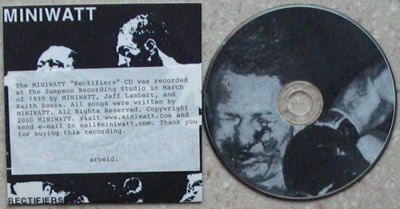 MINIWATT
The MINIWATT "Rectifiers" CD was recorded
at The Sampson Recording Studio in March
of 1999 by MINIWATT, Jeff Lambert, and
Keith Souza. All songs were written by
MINIWATT. All Rights Reserved. Copyright
2000 MINIWATT. Visit www.miniwatt.com and
send e-mail to nail@miniwatt.com. Thank you
for buying this recording.
arbeid.
RECTIFIERS